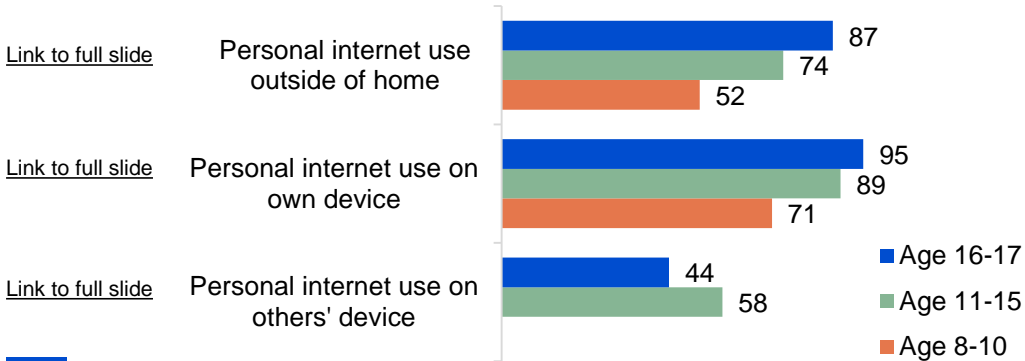 Link to full slide
Personal internet use
outside of home
87
74
52
Link to full slide
Personal internet use on
own device
95
89
71
Link to full slide
Personal internet use on
others' device
44
58
Age 16-17
Age 11-15
Age 8-10